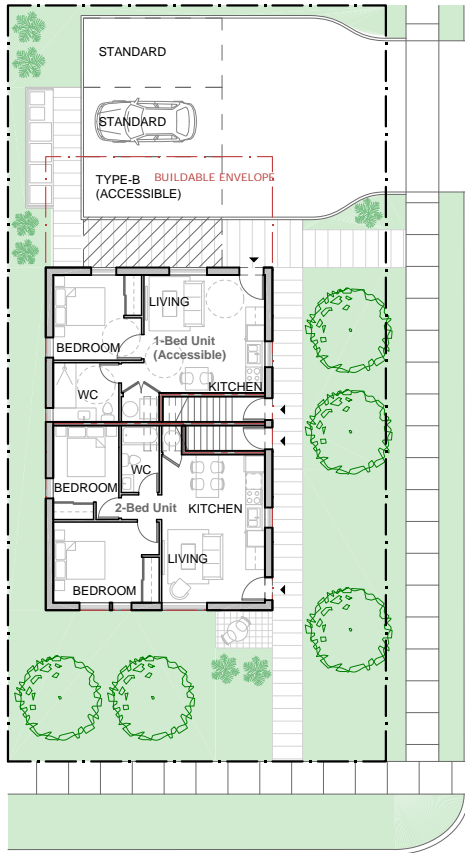 STANDARD
STANDARD
TYPE-B
(ACCESSIBLE)
BUILDABLE ENVELOPE
LIVING
BEDROOM
1-Bed Unit
(Accessible)
WC
KITCHEN
WC
BEDROOM
2-Bed Unit
KITCHEN
LIVING
BEDROOM